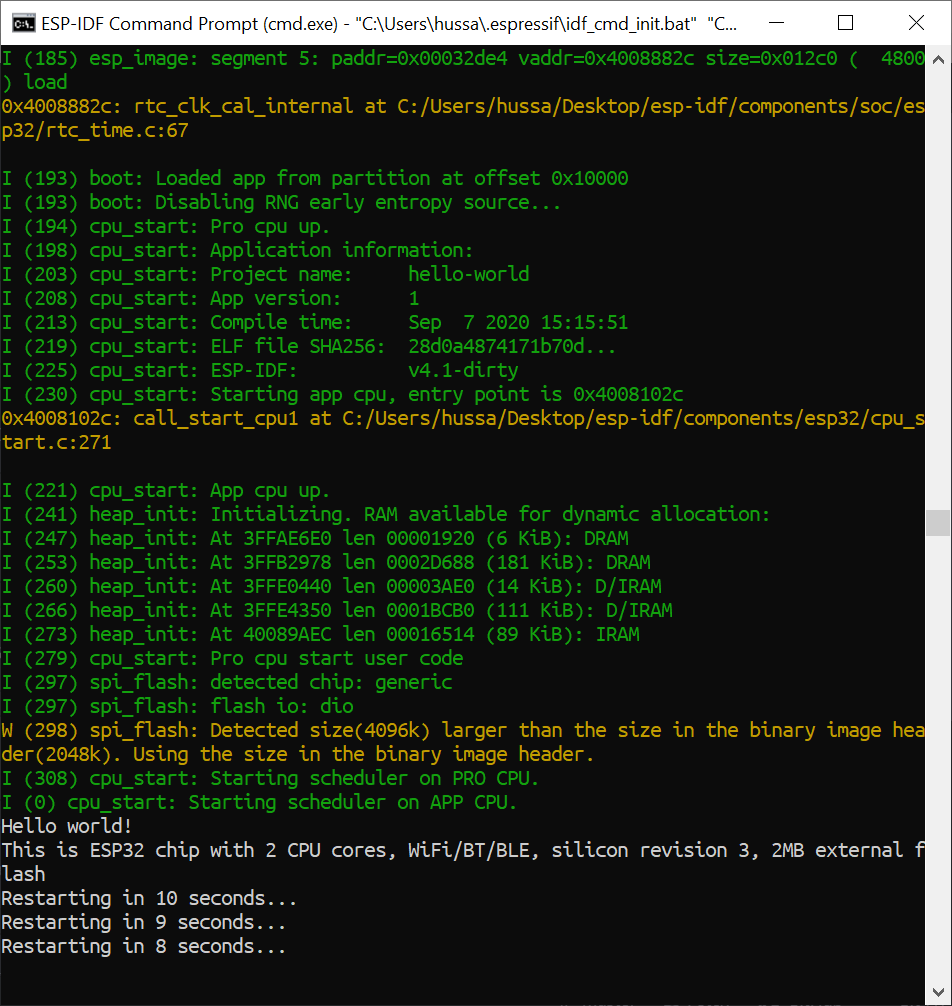 ESP-IDF Command Prompt (cmd.exe) - "C:\Users\hussa\.espressif\idf_cmd_init.bat" "C...
I (185) esp_image: segment 5: paddr=0x00032de4 vaddr=0x4008882c size=0x012c0 (  4800
) load
0x4008882c: rtc_clk_cal_internal at C:/Users/hussa/Desktop/esp-idf/components/soc/es
p32/rtc_time.c:67
I (193) boot: Loaded app from partition at offset 0x10000
I (193) boot: Disabling RNG early entropy source...
I (194) cpu_start: Pro cpu up.
I (198) cpu_start: Application information:
I (203) cpu_start: Project name:     hello-world
I (208) cpu_start: App version:      1
I (213) cpu_start: Compile time:     Sep  7 2020 15:15:51
I (219) cpu_start: ELF file SHA256:  28d0a4874171b70d...
I (225) cpu_start: ESP-IDF:          v4.1-dirty
I (230) cpu_start: Starting app cpu, entry point is 0x4008102c
0x4008102c: call_start_cpu1 at C:/Users/hussa/Desktop/esp-idf/components/esp32/cpu_s
tart.c:271
I (221) cpu_start: App cpu up.
I (241) heap_init: Initializing. RAM available for dynamic allocation:
I (247) heap_init: At 3FFAE6E0 len 00001920 (6 KiB): DRAM
I (253) heap_init: At 3FFB2978 len 0002D688 (181 KiB): DRAM
I (260) heap_init: At 3FFE0440 len 00003AE0 (14 KiB): D/IRAM
I (266) heap_init: At 3FFE4350 len 0001BCB0 (111 KiB): D/IRAM
I (273) heap_init: At 40089AEC len 00016514 (89 KiB): IRAM
I (279) cpu_start: Pro cpu start user code
I (297) spi_flash: detected chip: generic
I (297) spi_flash: flash io: dio
W (298) spi_flash: Detected size(4096k) larger than the size in the binary image hea
der(2048k). Using the size in the binary image header.
I (308) cpu_start: Starting scheduler on PRO CPU.
I (0) cpu_start: Starting scheduler on APP CPU.
Hello world!
This is ESP32 chip with 2 CPU cores, WiFi/BT/BLE, silicon revision 3, 2MB external f
lash
Restarting in 10 seconds...
Restarting in 9 seconds...
Restarting in 8 seconds...